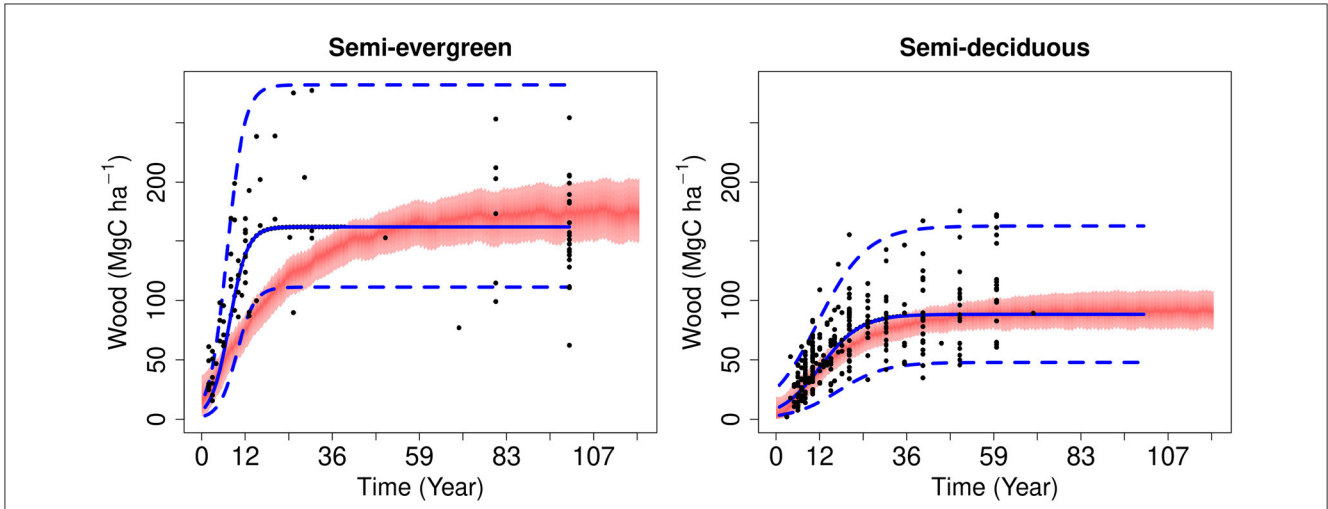 Semi-evergreen
Wood (MgC ha−1)
200
100
50
0
0 12 36 59 83 107
Time (Year)
Semi-deciduous
Wood (MgC ha−1)
200
100
50
0
0 12 36 59 83 107
Time (Year)